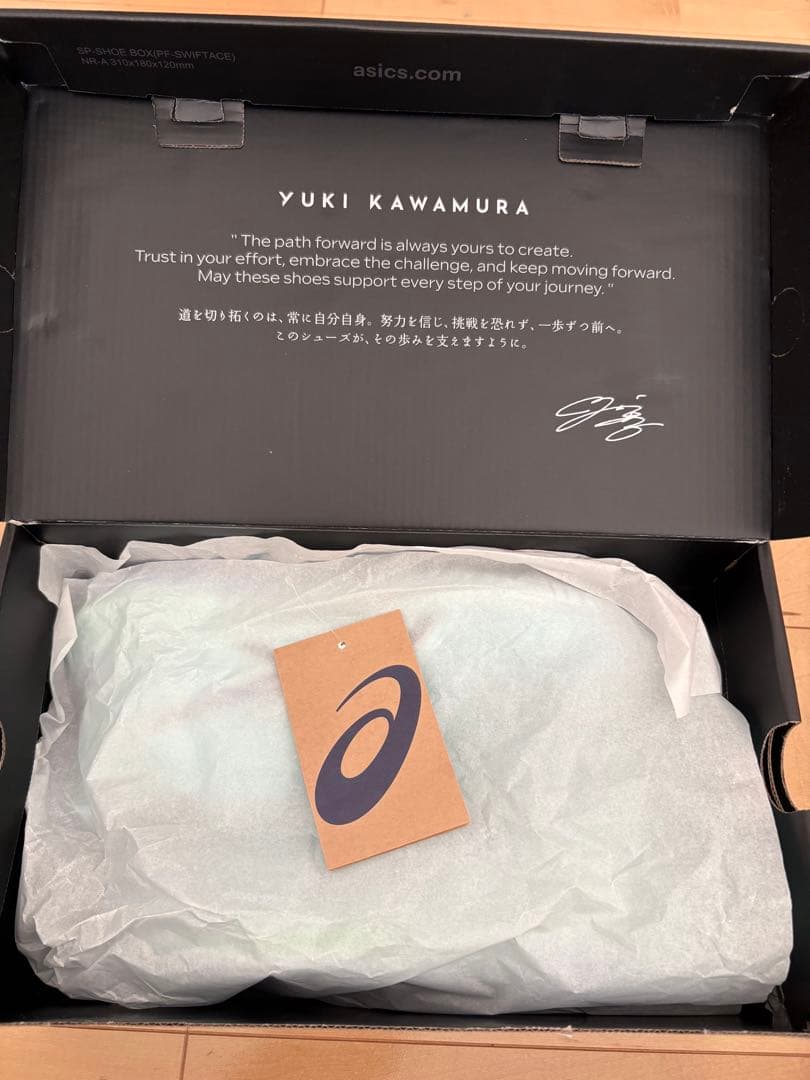 SP-SHOE BOX(PF-SWIFTACE)
NR-A 310x180x120mm
asics.com
YUKI KAWAMURA
" The path forward is always yours to create.
Trust in your effort, embrace the challenge, and keep moving forward.
May these shoes support every step of your journey. "
道を切り拓くのは、常に自分自身。努力を信じ、挑戦を恐れず、一歩ずつ前へ。
このシューズが、その歩みを支えますように。